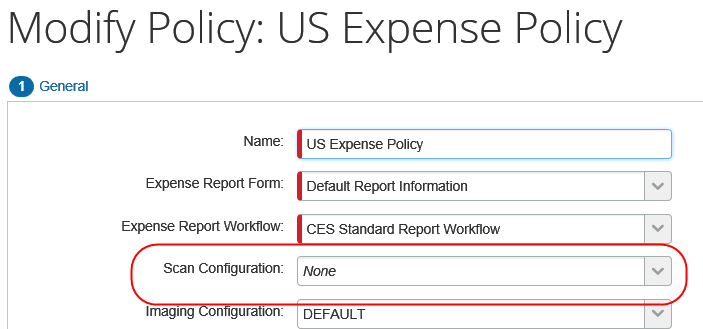 Modify Policy: US Expense Policy
1 General
Name: US Expense Policy
Expense Report Form: Default Report Information
Expense Report Workflow: CES Standard Report Workflow
Scan Configuration: None
Imaging Configuration: DEFAULT